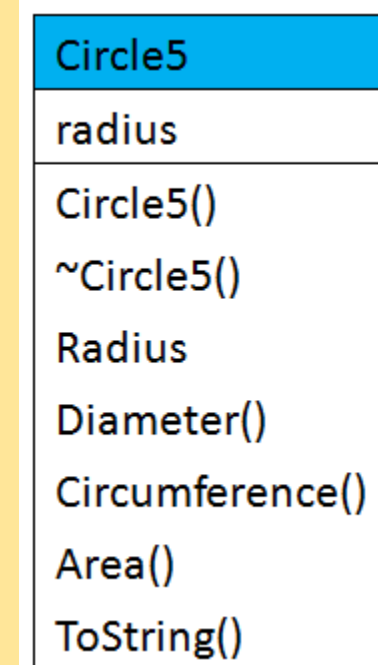 Circle5
radius
Circle5()
~Circle5()
Radius
Diameter()
Circumference()
Area()
ToString()